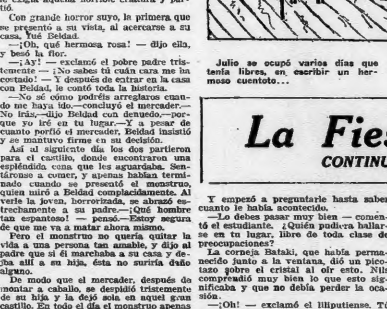 tió.
Con grande horror suyo, la primera que
se presentó a su vista, al acercarse a su
casa, fué Beldad.
—¡Oh, qué hermosa rosa! — dijo ella,
y besó la flor.
—¡Ay! — exclamó el pobre padre tris-
temente — ¡No sabes tú cuán cara me ha
costado! — Y después de entrar en la casa
con Beldad, le contó toda la historia.
—No sé cómo podréis arreglaros cuan-
do me haya ido.—concluyó el mercader.—
No irás,—dijo Beldad con denuedo,—por-
que yo iré en tu lugar.—Y a pesar de
cuanto porfió el mercader, Beldad insistió
y se mantuvo firme en su decisión.
Así al siguiente día los dos partieron
para el castillo, donde encontraron una
espléndida cena que les aguardaba. Sen-
táronse a comer, y apenas habían termi-
nado cuando se presentó el monstruo,
quien miró a Beldad complacidamente. Al
verle la joven, horrorizada, se abrazó es-
trechamente a su padre.—¡Qué hombre
tan espantoso! — pensó.—Estoy segura
de que me va a matar ahora mismo.
Pero el monstruo no quería quitar la
vida a una persona tan amable, y dijo al
padre que si él marchaba a su casa y de-
jaba allí a su hija, ésta no suriría daño
alguno.
De modo que el mercader, después de
montar a caballo, se despidió tristemente
de su hija y la dejó sola en aquel gran
castillo. En todo el día el monstruo apenas
Julio se ocupó varios días que
tenía libres, en escribir un her-
moso cuentoto...
La Fies
CONTINU
Y empezó a preguntarle hasta saber
cuanto le había acontecido.
—Lo debes pasar muy bien — comen-
tó el estudiante. ¿Quién pudiera hallar-
se en tu lugar, libre de toda clase de
preocupaciones?
La corneja Bataki, que había perma-
necido junto a la ventana, dió un pico-
tazo sobre el cristal al oir esto. Nils
comprendió muy bien lo que esto sig-
nificaba y que no debía perder la oca-
sión.
—¡Oh! — exclamó el liliputiense. T